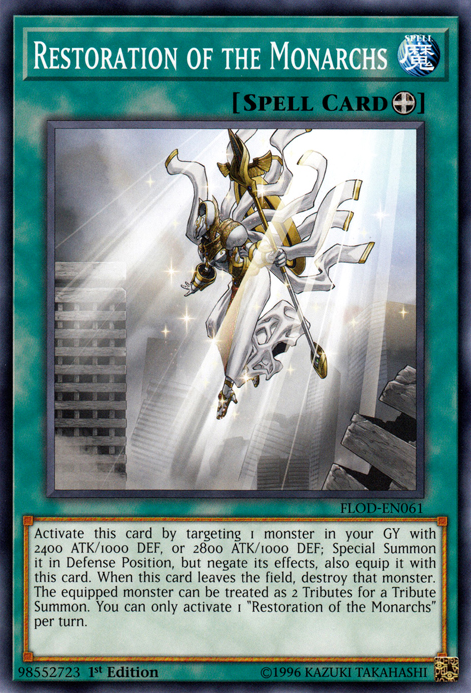 RESTORATION OF THE MONARCHS
SPELL
魔
[SPELL CARD]
FLOD-EN061
Activate this card by targeting 1 monster in your GY with
2400 ATK/1000 DEF, or 2800 ATK/1000 DEF; Special Summon
it in Defense Position, but negate its effects, also equip it with
this card. When this card leaves the field, destroy that monster.
The equipped monster can be treated as 2 Tributes for a Tribute
Summon. You can only activate 1 "Restoration of the Monarchs"
per turn.
98552723 1st Edition ©1996 KAZUKI TAKAHASHI